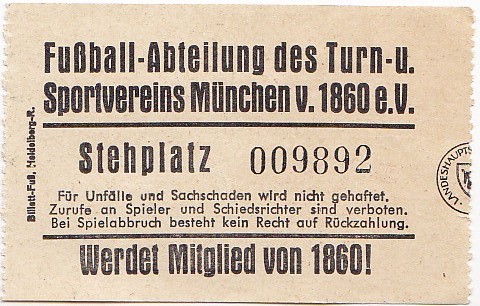 Fußball-Abteilung des Turn- u.
Sportvereins München v. 1860 e.V.
Stehplatz 009892
Für Unfälle und Sachschaden wird nicht gehaftet.
Zurufe an Spieler und Schiedsrichter sind verboten.
Bei Spielabbruch besteht kein Recht auf Rückzahlung.
Werdet Mitglied von 1860!
Billett-Fuß, Heidelberg-R.
LANDESHAUPTS